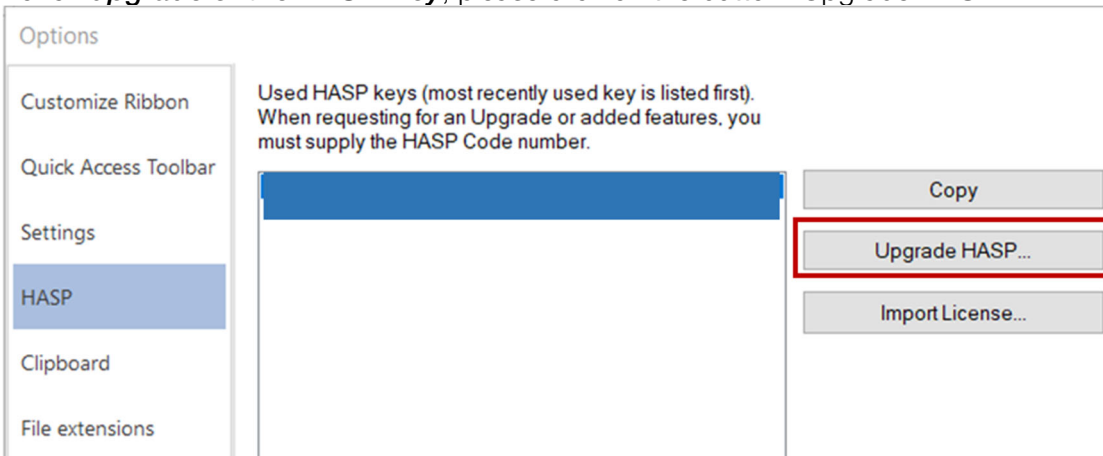 Options
Customize Ribbon
Quick Access Toolbar
Settings
HASP
Clipboard
File extensions
Used HASP keys (most recently used key is listed first).
When requesting for an Upgrade or added features, you
must supply the HASP Code number.
Copy
Upgrade HASP...
Import License...